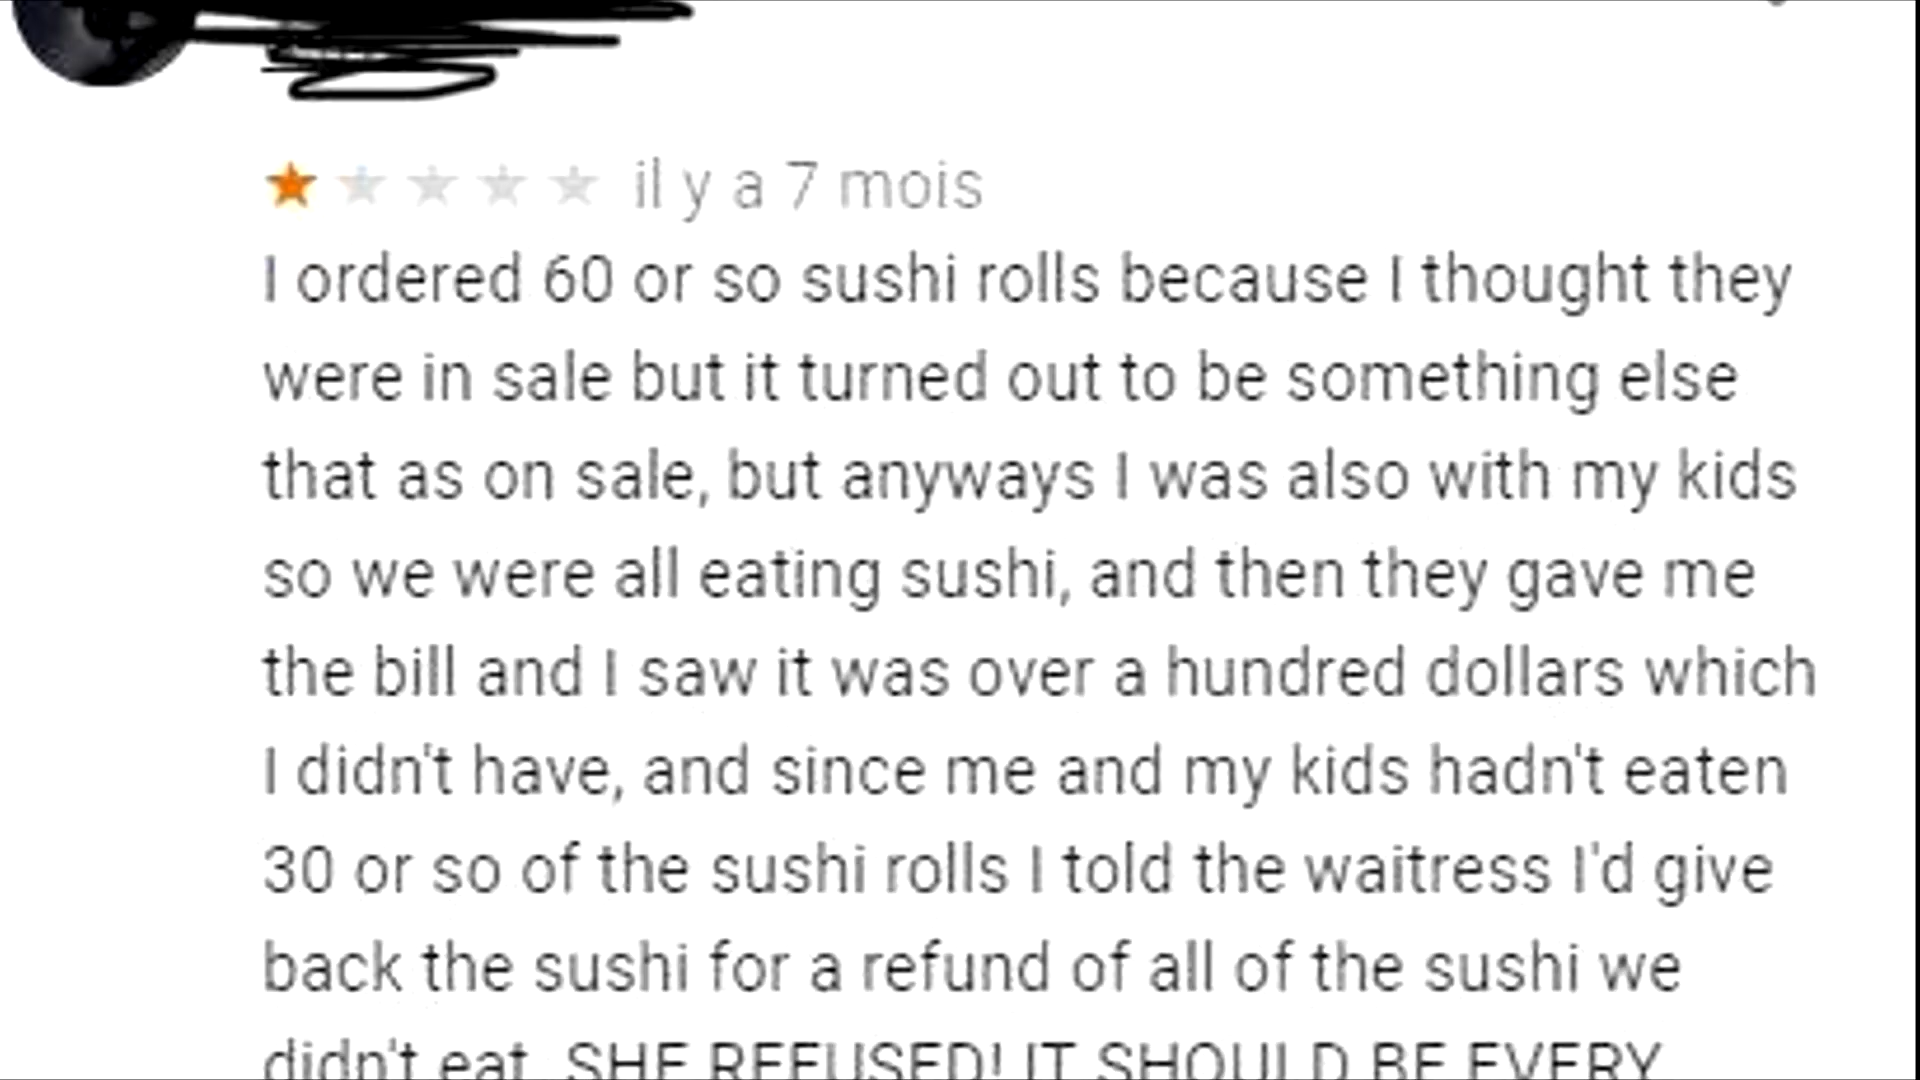 il y a 7 mois
I ordered 60 or so sushi rolls because I thought they
were in sale but it turned out to be something else
that as on sale, but anyways I was also with my kids
so we were all eating sushi, and then they gave me
the bill and I saw it was over a hundred dollars which
I didn't have, and since me and my kids hadn't eaten
30 or so of the sushi rolls I told the waitress I'd give
back the sushi for a refund of all of the sushi we
didn't eat. SHE REFUSED! IT SHOULD BE EVERY